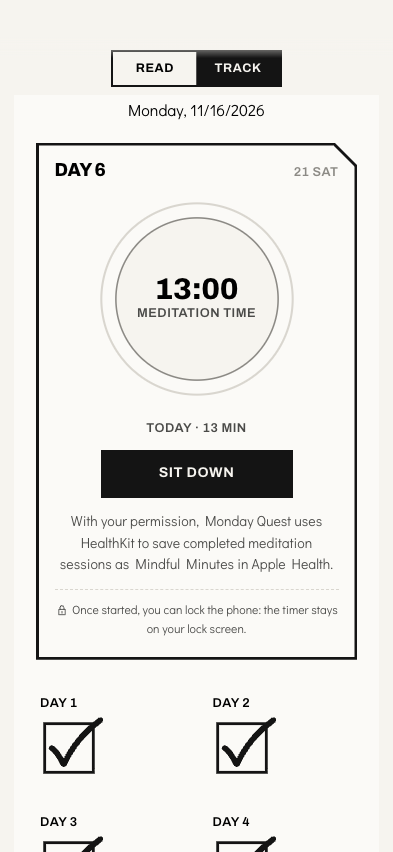 READ
TRACK
Monday, 11/16/2026
DAY 6
21 SAT
13:00
MEDITATION TIME
TODAY · 13 MIN
SIT DOWN
With your permission, Monday Quest uses
HealthKit to save completed meditation
sessions as Mindful Minutes in Apple Health.
Once started, you can lock the phone: the timer stays
on your lock screen.
DAY 1
DAY 2
DAY 3
DAY 4